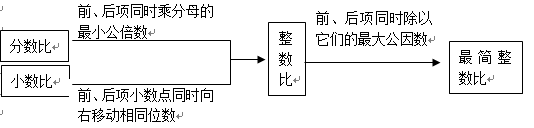 前、后项同时乘分母的
最小公倍数
分数比
小数比
前、后项小数点同时向
右移动相同位数
整
数
比
前、后项同时除以
它们的最大公因数
最简整
数比